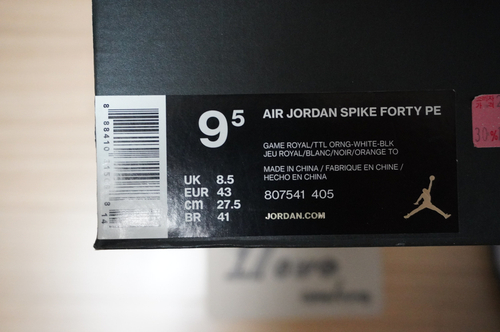 9⁵
AIR JORDAN SPIKE FORTY PE
GAME ROYAL/TTL ORNG-WHITE-BLK
JEU ROYAL/BLANC/NOIR/ORANGE TO
MADE IN CHINA / FABRIQUE EN CHINE /
HECHO EN CHINA
807541 405
UK 8.5
EUR 43
cm 27.5
BR 41
JORDAN.COM
30%